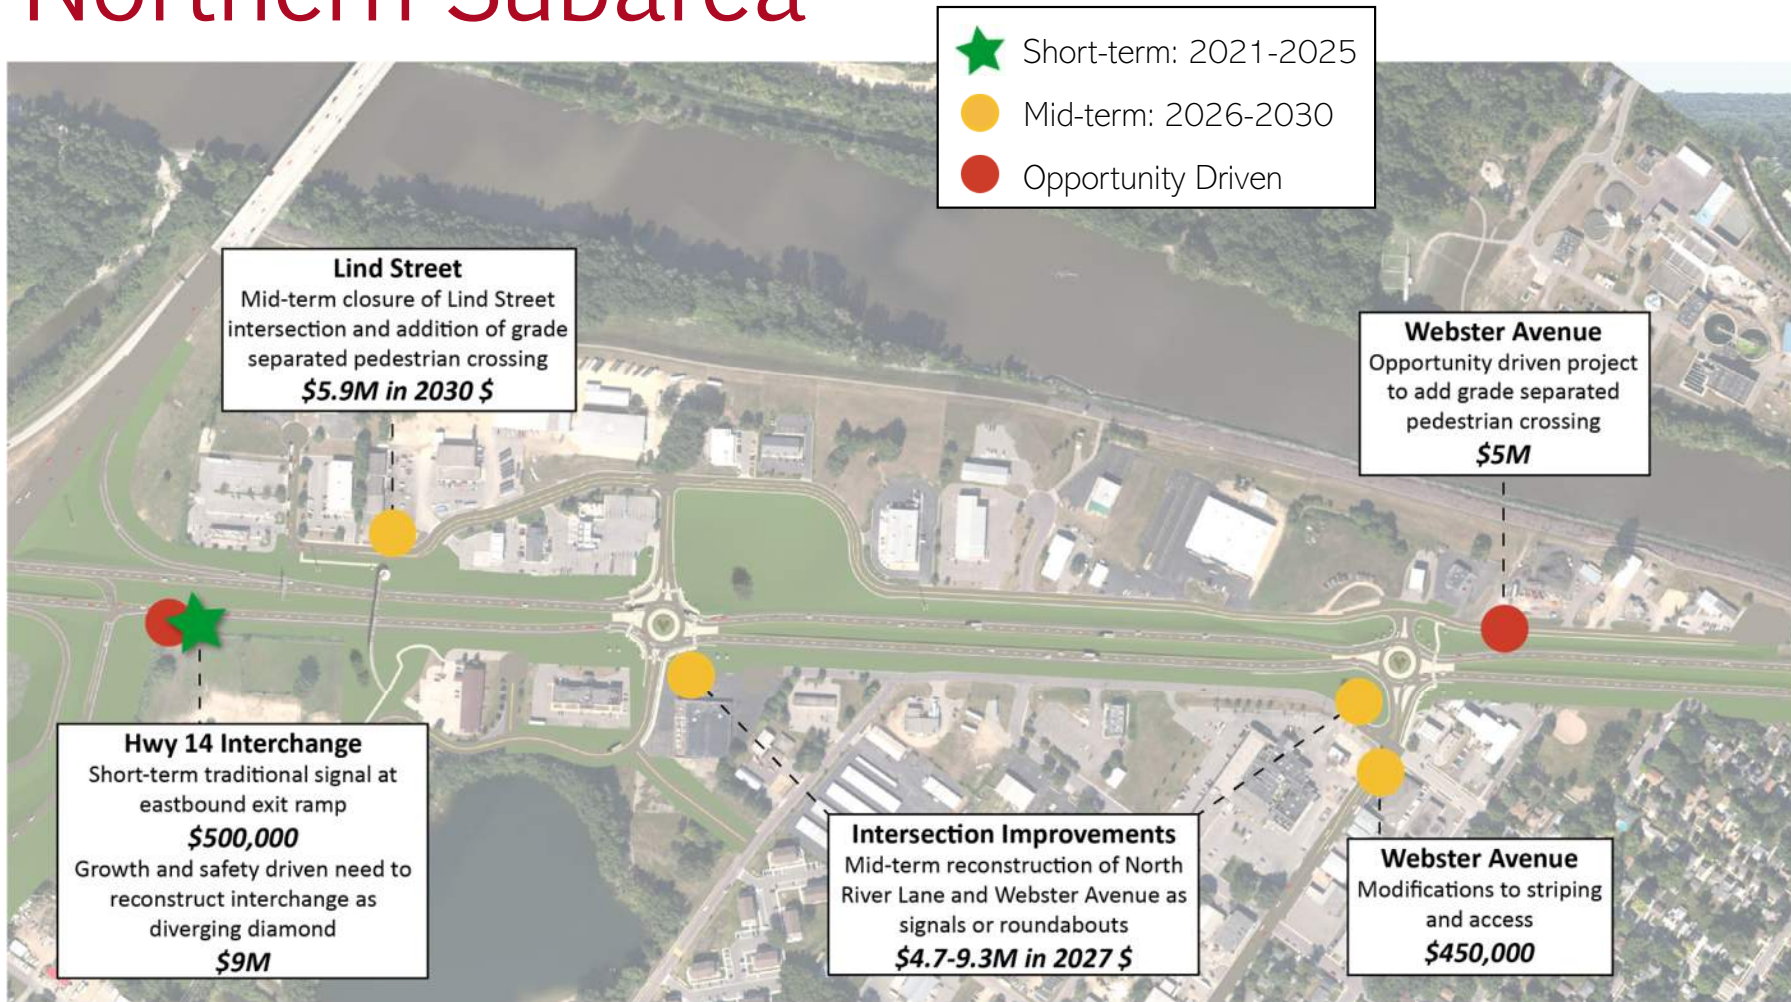 Northern Subarea
Short-term: 2021-2025
Mid-term: 2026-2030
Opportunity Driven
Lind Street
Mid-term closure of Lind Street
intersection and addition of grade
separated pedestrian crossing
$5.9M in 2030 $
Webster Avenue
Opportunity driven project
to add grade separated
pedestrian crossing
$5M
Hwy 14 Interchange
Short-term traditional signal at
eastbound exit ramp
$500,000
Growth and safety driven need to
reconstruct interchange as
diverging diamond
$9M
Intersection Improvements
Mid-term reconstruction of North
River Lane and Webster Avenue as
signals or roundabouts
$4.7-9.3M in 2027 $
Webster Avenue
Modifications to striping
and access
$450,000